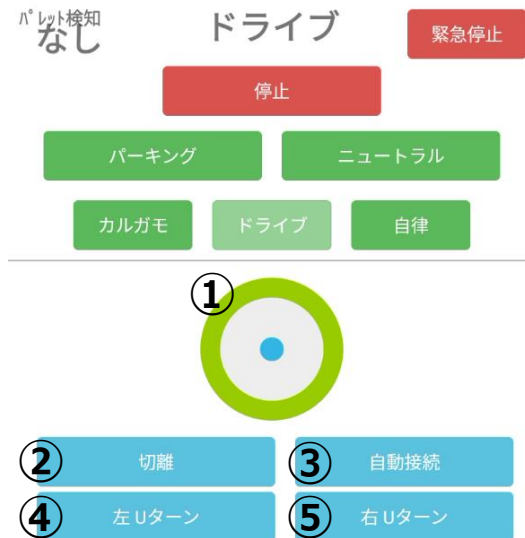 パレット検知
なし
ドライブ
緊急停止
停止
パーキング
ニュートラル
カルガモ
ドライブ
自律
①
② 切離
③ 自動接続
④ 左Uターン
⑤ 右Uターン